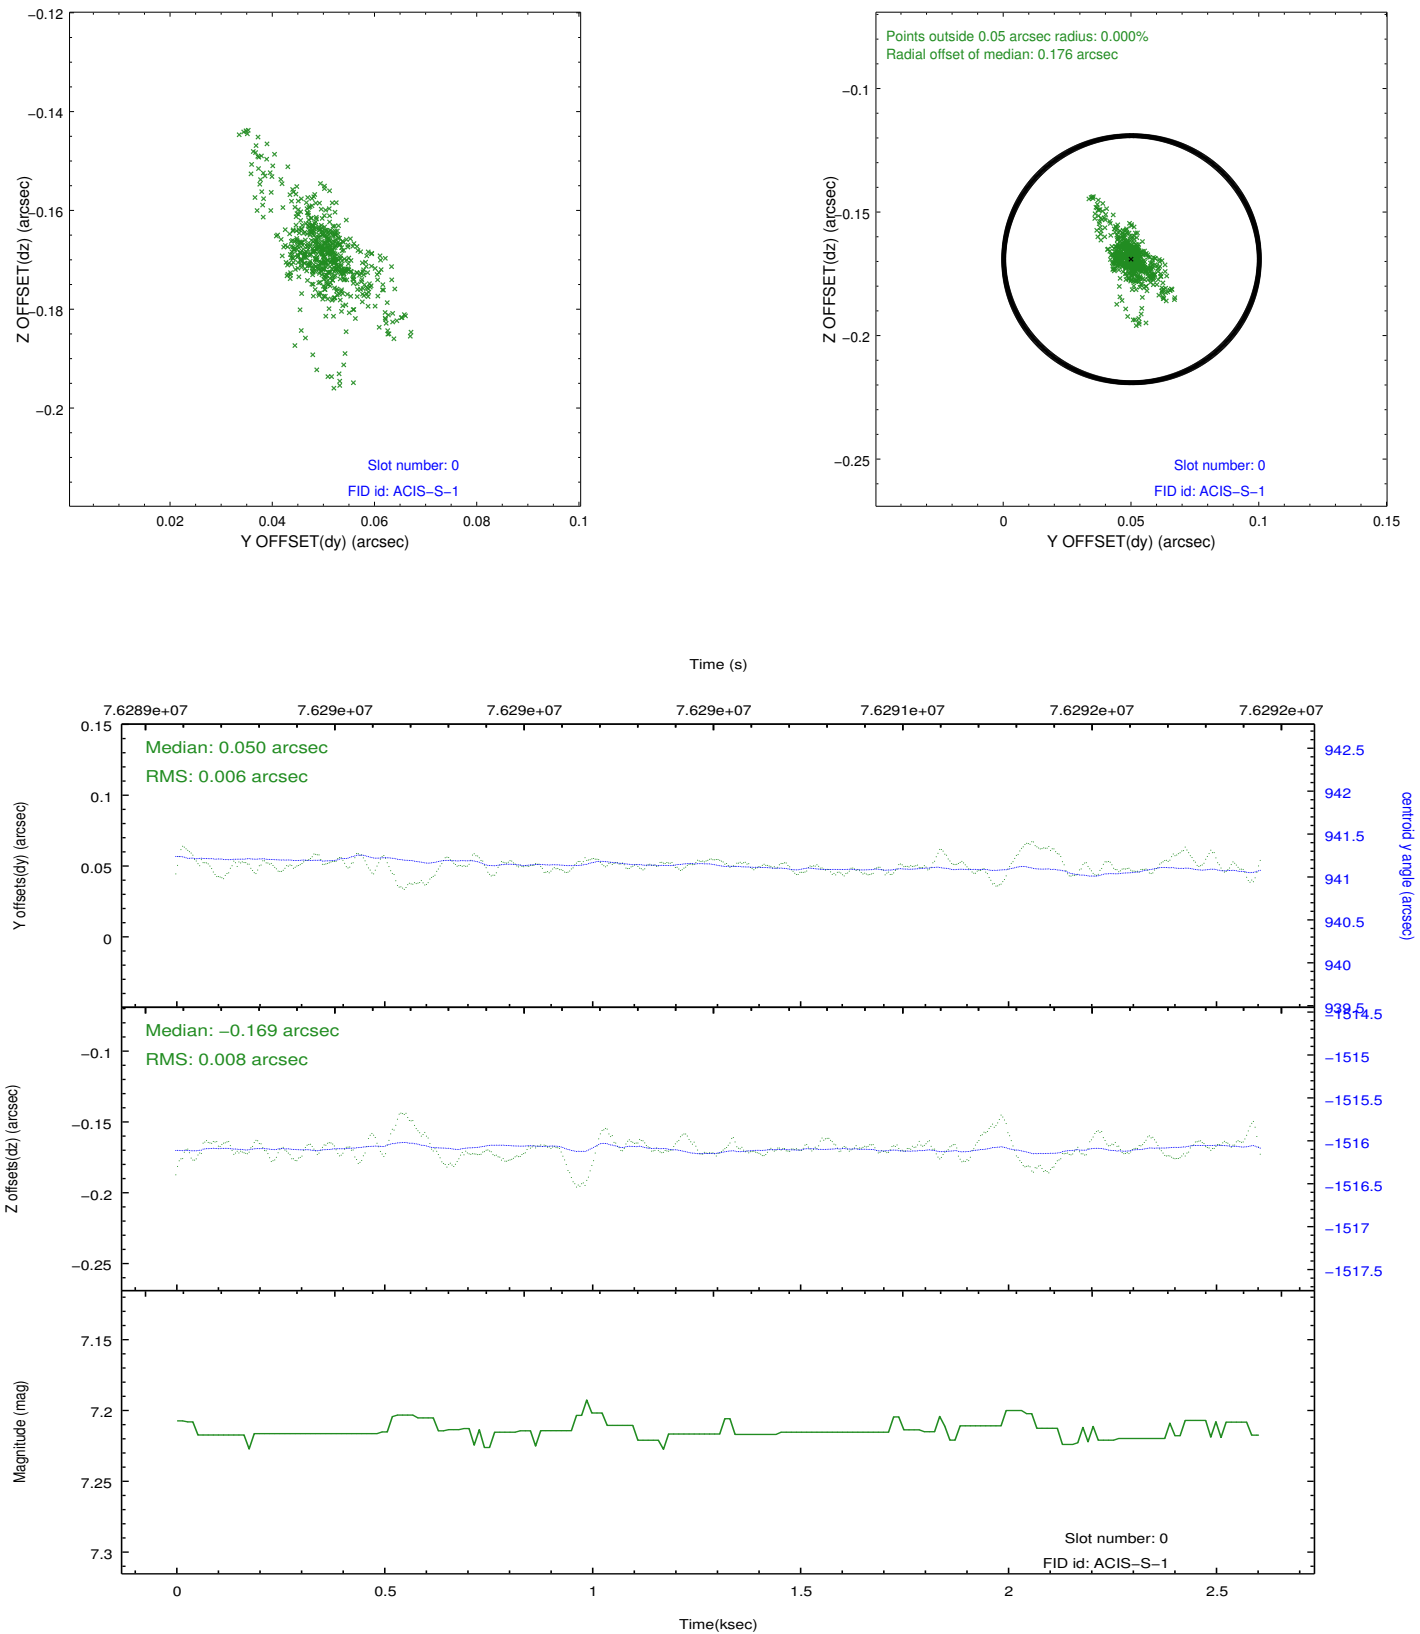 −0.12
−0.14
−0.16
−0.18
−0.2
Z OFFSET(dz) (arcsec)
Slot number: 0
FID id: ACIS−S−1
0.02 0.04 0.06 0.08 0.1
Y OFFSET(dy) (arcsec)
Points outside 0.05 arcsec radius: 0.000%
Radial offset of median: 0.176 arcsec
−0.1
−0.15
−0.2
−0.25
Z OFFSET(dz) (arcsec)
Slot number: 0
FID id: ACIS−S−1
0 0.05 0.1 0.15
Y OFFSET(dy) (arcsec)
Time (s)
7.6289e+07 7.629e+07 7.629e+07 7.629e+07 7.6291e+07 7.6292e+07 7.6292e+07
Median: 0.050 arcsec
RMS: 0.006 arcsec
0.15
0.1
0.05
0
Y offsets(dy) (arcsec)
942.5
942
941.5
941
940.5
940
939.5
centroid y angle (arcsec)
Median: −0.169 arcsec
RMS: 0.008 arcsec
−0.1
−0.15
−0.2
−0.25
Z offsets(dz) (arcsec)
−1514.5
−1515
−1515.5
−1516
−1516.5
−1517
−1517.5
7.15
7.2
7.25
7.3
Magnitude (mag)
Slot number: 0
FID id: ACIS−S−1
0 0.5 1 1.5 2 2.5
Time(ksec)